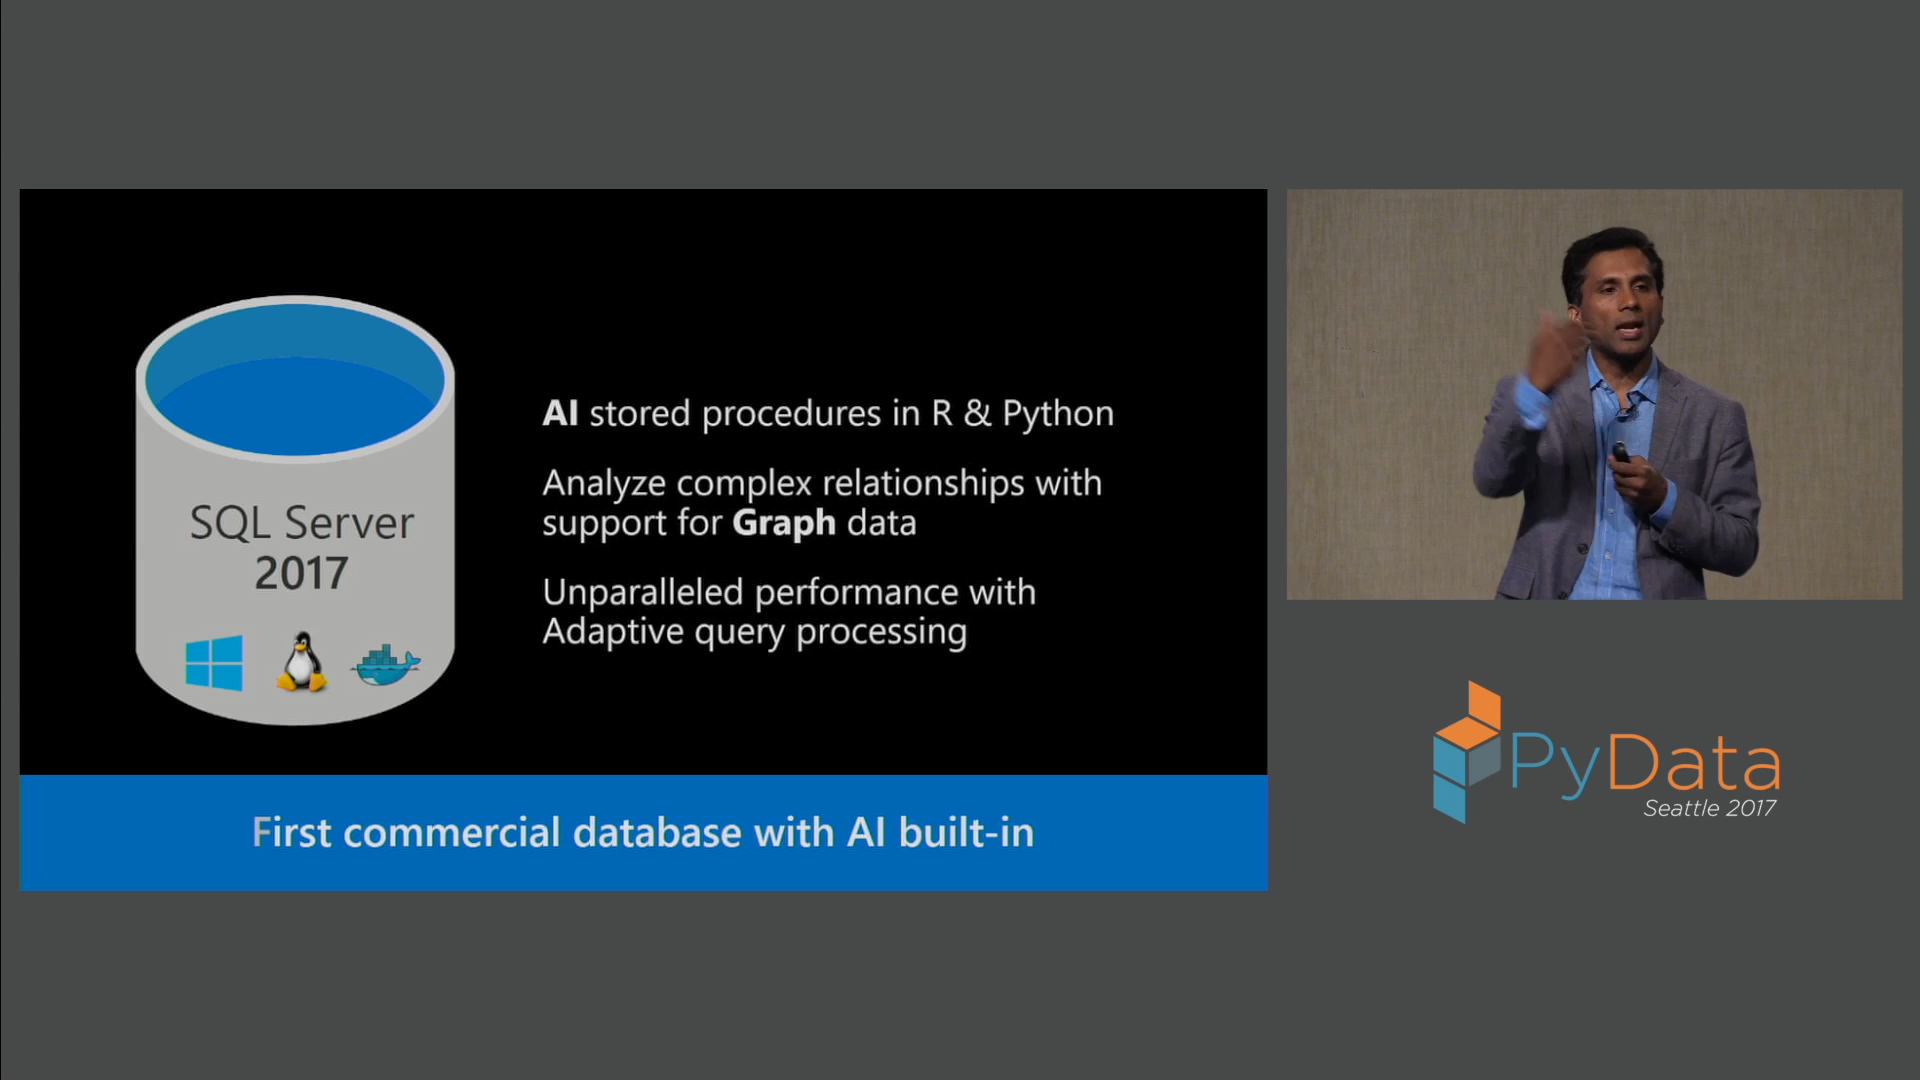 SQL Server
2017
AI stored procedures in R & Python
Analyze complex relationships with
support for Graph data
Unparalleled performance with
Adaptive query processing
First commercial database with AI built-in
PyData
Seattle 2017